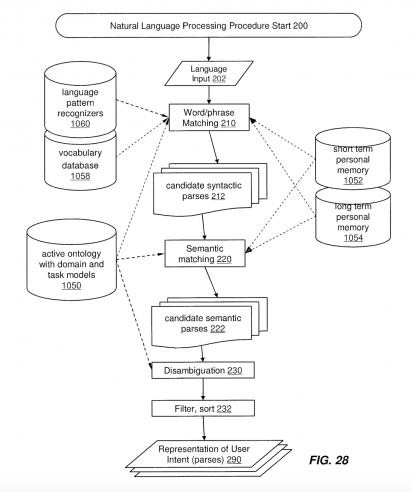 Natural Language Processing Procedure Start 200
Language
Input 202
language
pattern
recognizers
1060
Word/phrase
Matching 210
vocabulary
database
1058
short term
personal
memory
1052
candidate syntactic
parses 212
long term
personal
memory
1054
active ontology
with domain and
task models
1050
Semantic
matching 220
candidate semantic
parses 222
Disambiguation 230
Filter, sort 232
Representation of User
Intent (parses) 290
FIG. 28